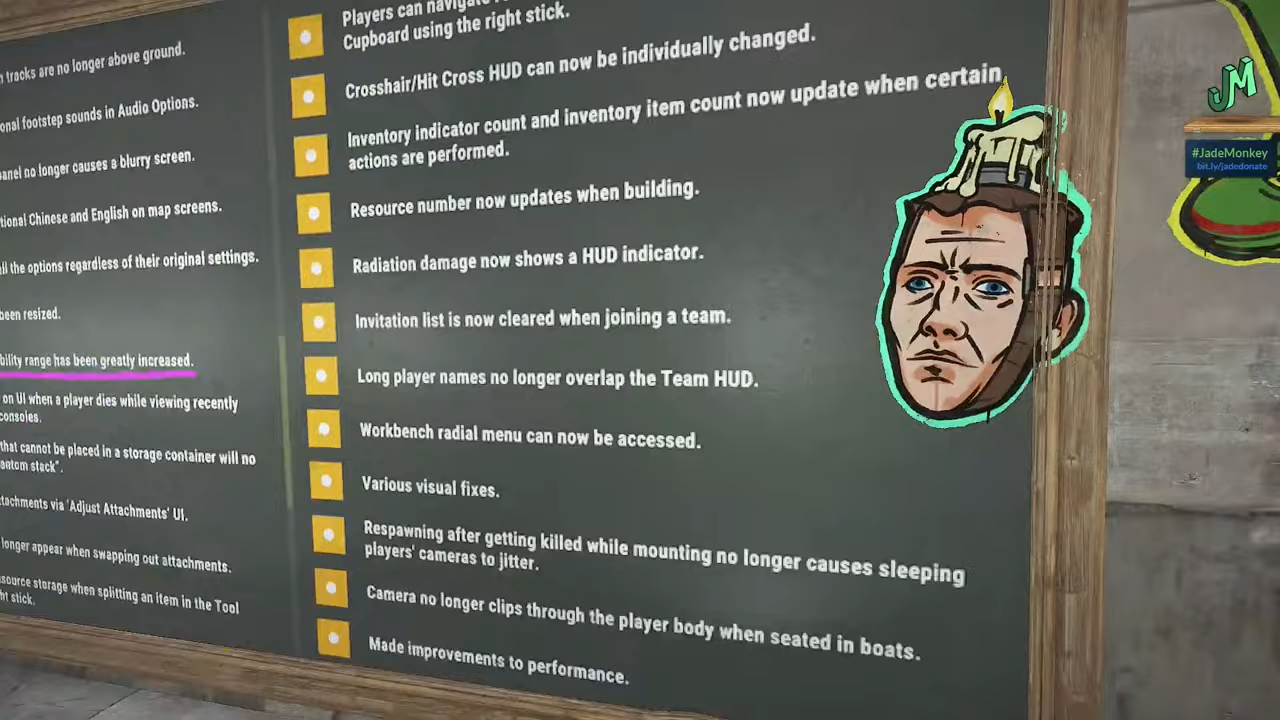 tracks are no longer above ground.
onal footstep sounds in Audio Options.
anel no longer causes a blurry screen.
tional Chinese and English on map screens.
ll the options regardless of their original settings.
been resized.
bility range has been greatly increased.
on UI when a player dies while viewing recently
consoles.
that cannot be placed in a storage container will no
antom stack".
tachments via 'Adjust Attachments' UI.
longer appear when swapping out attachments.
source storage when splitting an item in the Tool
ht stick.
Players can navigate
Cupboard using the right stick.
Crosshair/Hit Cross HUD can now be individually changed.
Inventory indicator count and inventory item count now update when certain
actions are performed.
Resource number now updates when building.
Radiation damage now shows a HUD indicator.
Invitation list is now cleared when joining a team.
Long player names no longer overlap the Team HUD.
Workbench radial menu can now be accessed.
Various visual fixes.
Respawning after getting killed while mounting no longer causes sleeping
players' cameras to jitter.
Camera no longer clips through the player body when seated in boats.
Made improvements to performance.
JM
#JadeMonkey
bit.ly/jadedonate